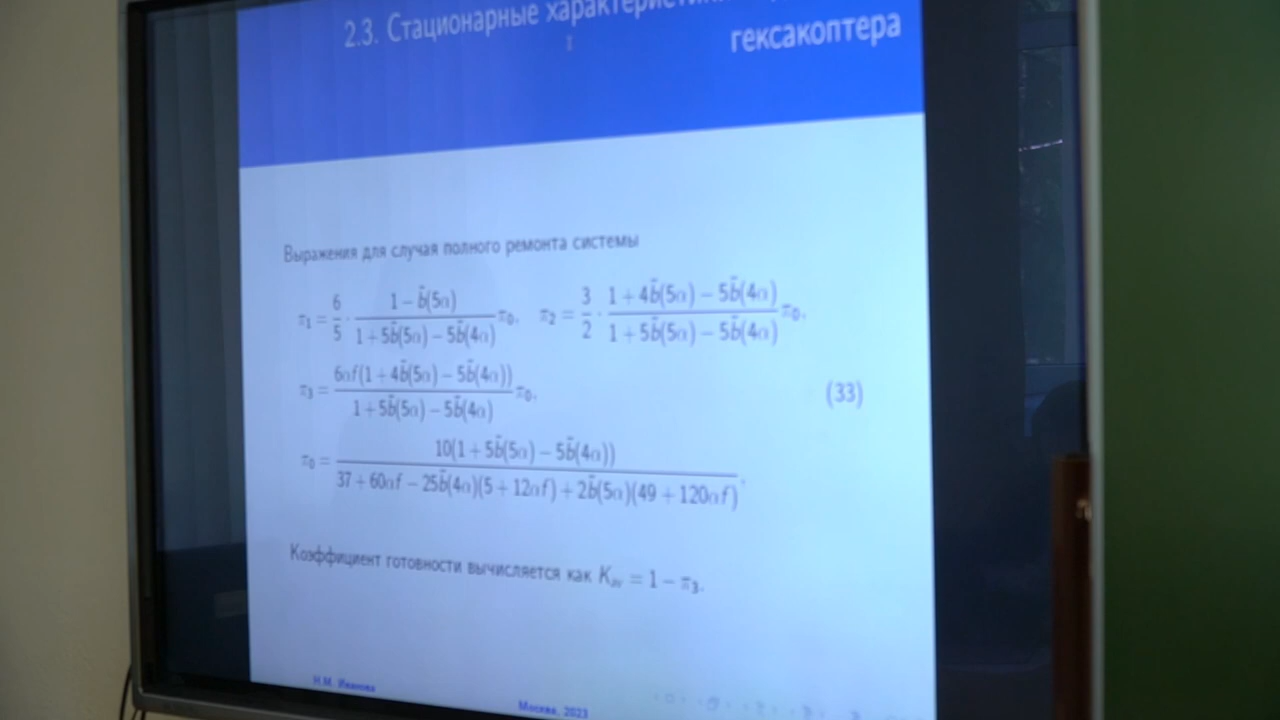 2.3. Стационарные
гексакоптера
Выражения для случая полного ремонта системы
π₁ = 6/5 · (1 − b̃(5α))/(1 + 5b̃(5α) − 5b̃(4α)) π₀, π₂ = 3/2 · (1 + 4b̃(5α) − 5b̃(4α))/(1 + 5b̃(5α) − 5b̃(4α)) π₀,
π₃ = 6αf(1 + 4b̃(5α) − 5b̃(4α))/(1 + 5b̃(5α) − 5b̃(4α)) π₀, (33)
π₀ = 10(1 + 5b̃(5α) − 5b̃(4α))/(37 + 60αf − 25b̃(4α)(5 + 12αf) + 2b̃(5α)(49 + 120αf)).
Коэффициент готовности вычисляется как Kav = 1 − π₃.
Н.М. Иванова
Москва, 2023